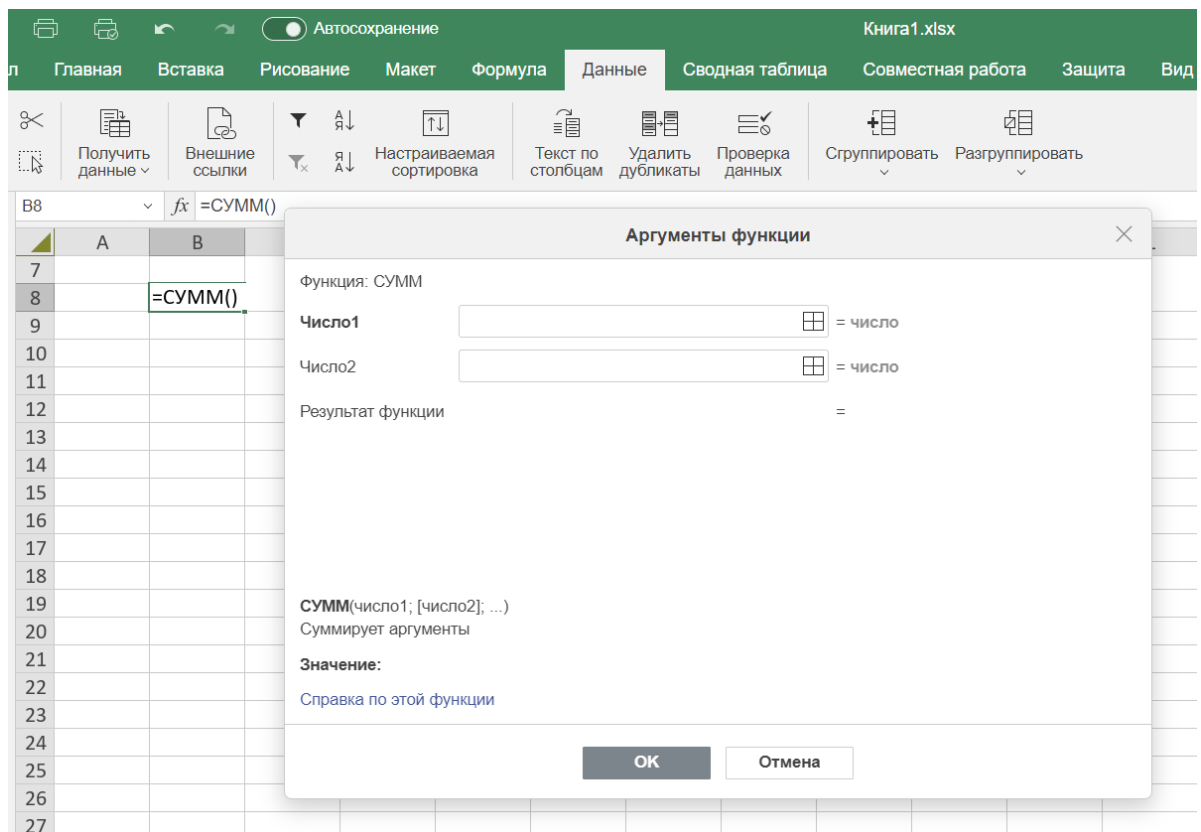 Автосохранение Книга1.xlsx
л Главная Вставка Рисование Макет Формула Данные Сводная таблица Совместная работа Защита Вид
Получить данные
Внешние ссылки
А Я
Я А
Настраиваемая сортировка
Текст по столбцам
Удалить дубликаты
Проверка данных
Сгруппировать
Разгруппировать
B8 fx =СУММ()
A B
7
8 =СУММ()
9
10
11
12
13
14
15
16
17
18
19
20
21
22
23
24
25
26
27
Аргументы функции
Функция: СУММ
Число1 = число
Число2 = число
Результат функции =
СУММ(число1; [число2]; ...)
Суммирует аргументы
Значение:
Справка по этой функции
OK Отмена